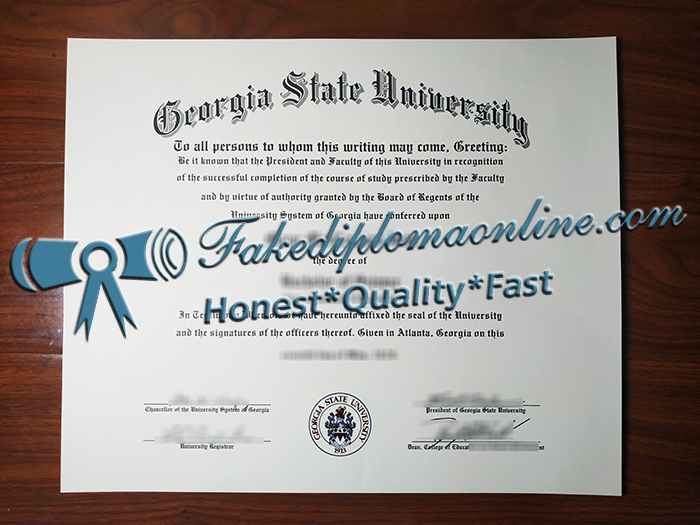 Georgia State University
To all persons to whom this writing may come, Greeting:
Be it known that the President and Faculty of this University in recognition
of the successful completion of the course of study prescribed by the Faculty
and by virtue of authority granted by the Board of Regents of the
University System of Georgia have conferred upon
Fakediplomaonline.com
the degree of
Honest*Quality*Fast
In have hereunto affixed the seal of the University
and the signatures of the officers thereof. Given in Atlanta, Georgia on this
Chancellor of the University System of Georgia
President of Georgia State University
University Registrar
GEORGIA STATE UNIVERSITY
1913
Dean, College of